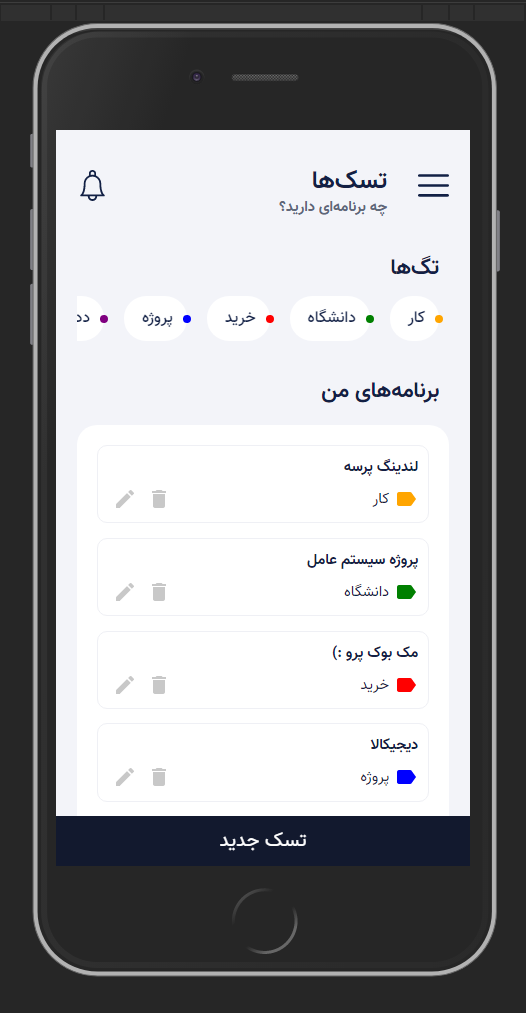 تسک‌ها
چه برنامه‌ای دارید؟
تگ‌ها
کار
دانشگاه
خرید
پروژه
برنامه‌های من
لندینگ پرسه
کار
پروژه سیستم عامل
دانشگاه
مک بوک پرو :)
خرید
دیجیکالا
پروژه
تسک جدید